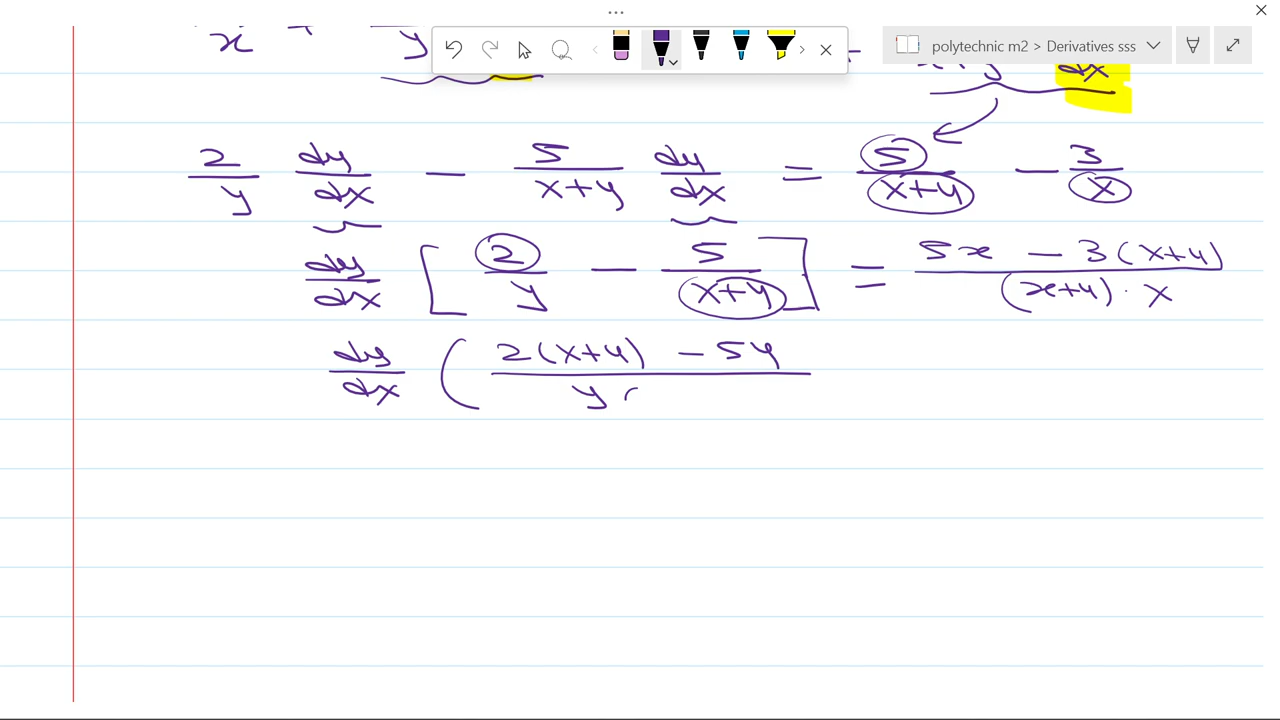 polytechnic m2 > Derivatives sss
x + y x+y dx
2/y dy/dx - 5/(x+y) dy/dx = 5/(x+y) - 3/x
dy/dx [ 2/y - 5/(x+y) ] = (5x - 3(x+y))/((x+y) · x)
dy/dx ( (2(x+y) - 5y)/y